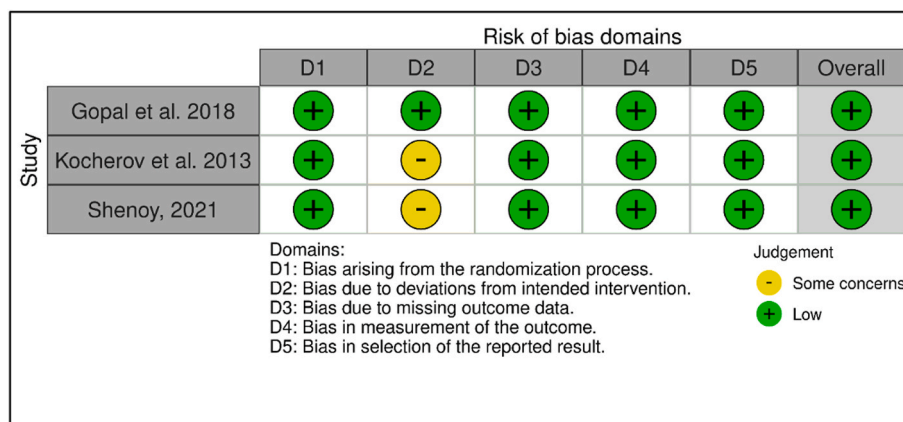 Risk of bias domains
D1 D2 D3 D4 D5 Overall
Study
Gopal et al. 2018 + + + + + +
Kocherov et al. 2013 + - + + + +
Shenoy, 2021 + - + + + +
Domains:
D1: Bias arising from the randomization process.
D2: Bias due to deviations from intended intervention.
D3: Bias due to missing outcome data.
D4: Bias in measurement of the outcome.
D5: Bias in selection of the reported result.
Judgement
- Some concerns
+ Low